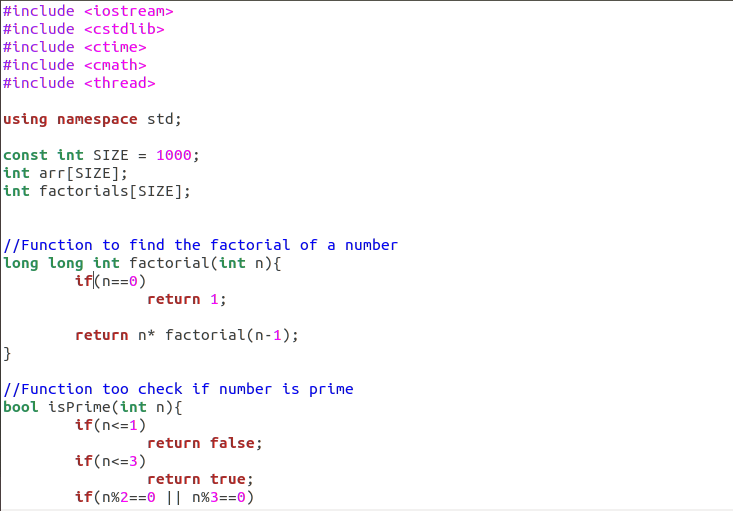 #include <iostream>
#include <cstdlib>
#include <ctime>
#include <cmath>
#include <thread>

using namespace std;

const int SIZE = 1000;
int arr[SIZE];
int factorials[SIZE];


//Function to find the factorial of a number
long long int factorial(int n){
        if(n==0)
                return 1;

        return n* factorial(n-1);
}

//Function too check if number is prime
bool isPrime(int n){
        if(n<=1)
                return false;
        if(n<=3)
                return true;
        if(n%2==0 || n%3==0)